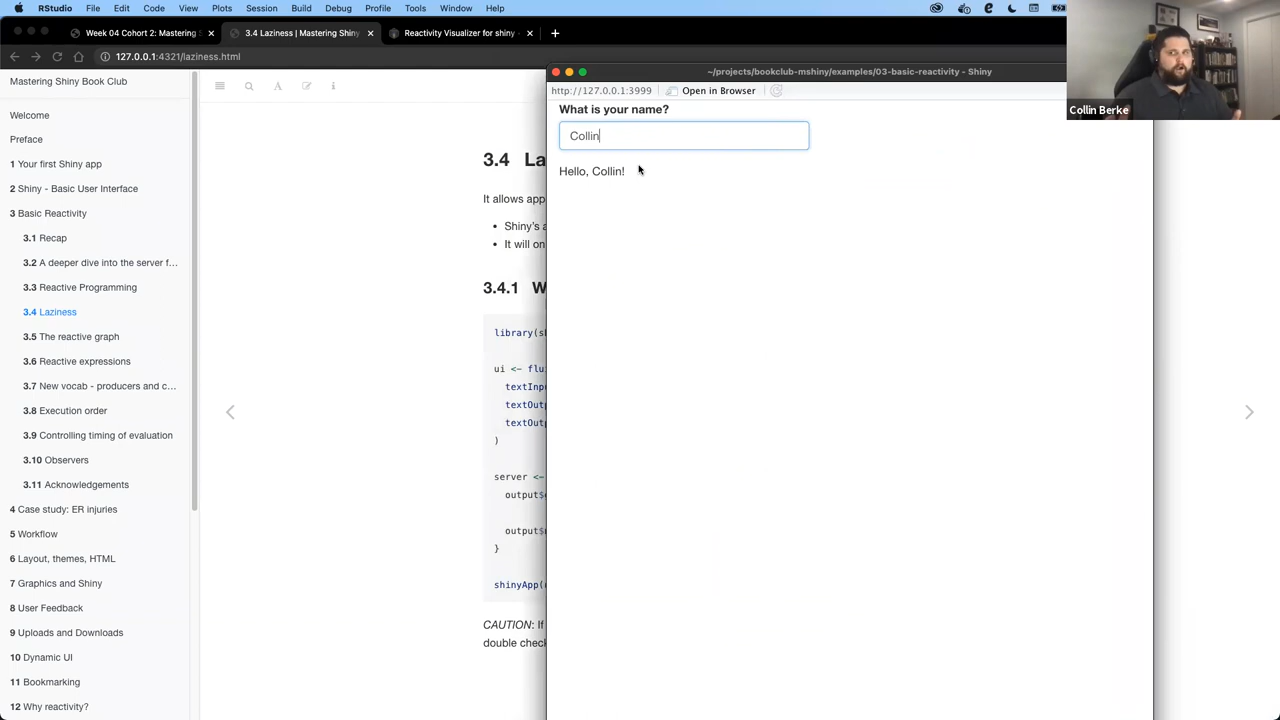 RStudio File Edit Code View Plots Session Build Debug Profile Tools Window Help
Week 04 Cohort 2: Mastering S
3.4 Laziness | Mastering Shiny
Reactivity Visualizer for shiny
127.0.0.1:4321/laziness.html
Mastering Shiny Book Club
Welcome
Preface
1 Your first Shiny app
2 Shiny - Basic User Interface
3 Basic Reactivity
3.1 Recap
3.2 A deeper dive into the server f...
3.3 Reactive Programming
3.4 Laziness
3.5 The reactive graph
3.6 Reactive expressions
3.7 New vocab - producers and c...
3.8 Execution order
3.9 Controlling timing of evaluation
3.10 Observers
3.11 Acknowledgements
4 Case study: ER injuries
5 Workflow
6 Layout, themes, HTML
7 Graphics and Shiny
8 User Feedback
9 Uploads and Downloads
10 Dynamic UI
11 Bookmarking
12 Why reactivity?
3.4 La
It allows app
Shiny's a
It will on
3.4.1 W
library(s
ui <- flu
textInp
textOut
textOut
)
server <-
output$
output$
}
shinyApp(
CAUTION: If
double check
~/projects/bookclub-mshiny/examples/03-basic-reactivity - Shiny
http://127.0.0.1:3999 Open in Browser
What is your name?
Collin
Hello, Collin!
Collin Berke